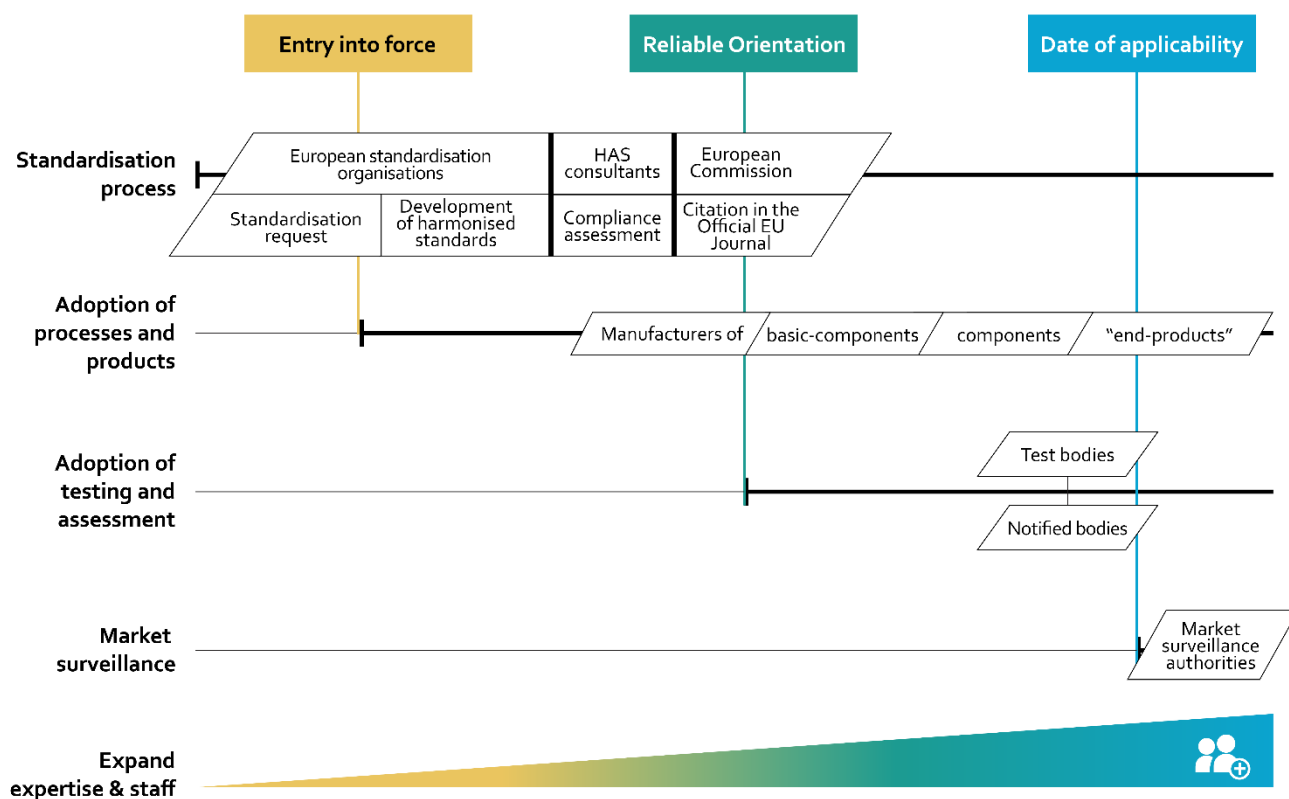 Entry into force
Reliable Orientation
Date of applicability
Standardisation
process
European standardisation
organisations
HAS
consultants
European
Commission
Standardisation
request
Development
of harmonised
standards
Compliance
assessment
Citation in the
Official EU
Journal
Adoption of
processes and
products
Manufacturers of
basic-components
components
“end-products”
Adoption of
testing and
assessment
Test bodies
Notified bodies
Market
surveillance
Market
surveillance
authorities
Expand
expertise & staff